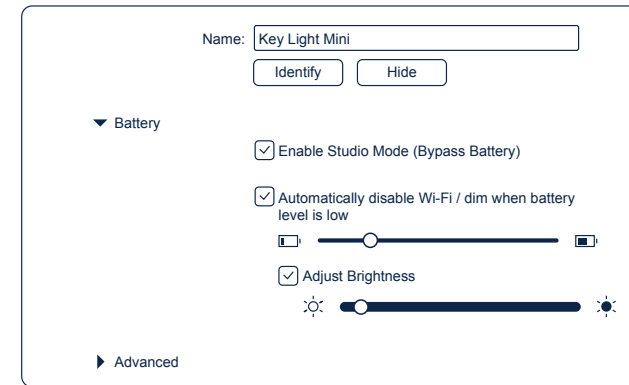 Name: Key Light Mini
Identify Hide
Battery
Enable Studio Mode (Bypass Battery)
Automatically disable Wi-Fi / dim when battery
level is low
Adjust Brightness
Advanced